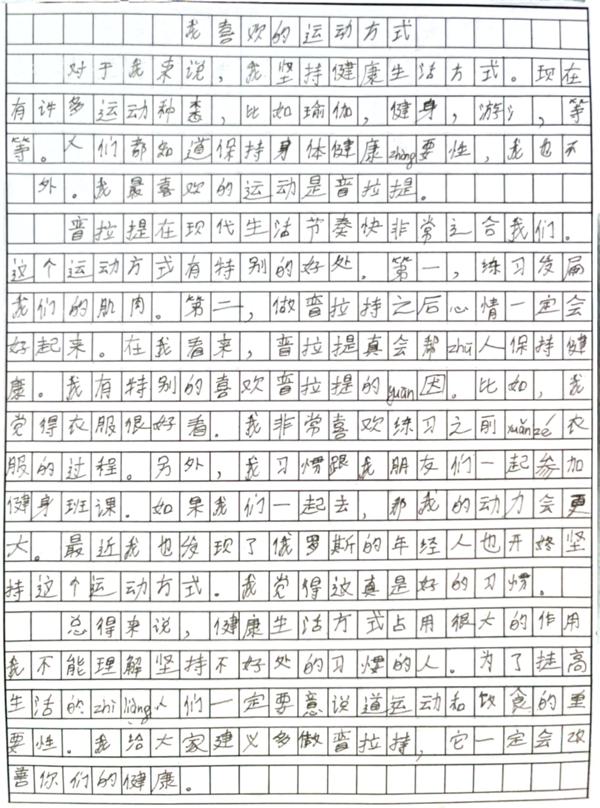 我喜欢的运动方式
对于我来说，我坚持健康生活方式。现在
有许多运动种类，比如瑜伽，健身，游氵，等
等。人们都知道保持身体健康zhòng要性，我也不
外。我最喜欢的运动是普拉提。
普拉提在现代生活节奏快非常适合我们。
这个运动方式有特别的好处。第一，练习发展
我们的肌肉。第二，做普拉持之后心情一定会
好起来。在我看来，普拉提真会帮zhù人保持健
康。我有特别的喜欢普拉提的yuán因。比如，我
觉得衣服很好看。我非常喜欢练习之前xuǎnzé衣
服的过程。另外，我习惯跟我朋友们一起参加
健身班课。如果我们一起去，那我的动力会更
大。最近我也发现了俄罗斯的年经人也开始坚
持这个运动方式。我觉得这真是好的习惯。
总得来说，健康生活方式占用很大的作用
我不能理解坚持不好处的习惯的人。为了提高
生活的zhì liàng人们一定要意说道运动和饮食的重
要性。我给大家建义多做普拉持，它一定会改
善你们的健康。